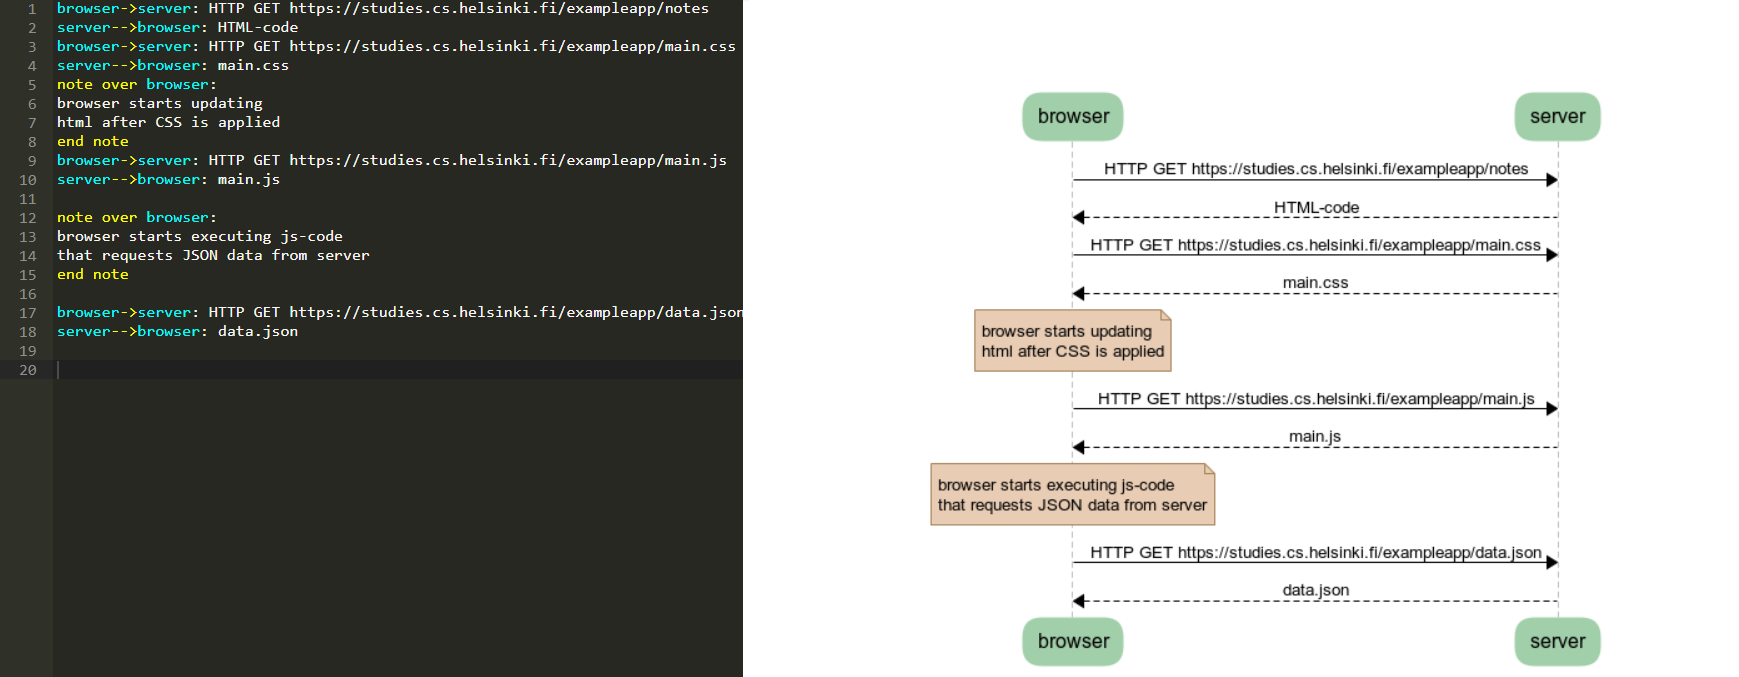 1 browser->server: HTTP GET https://studies.cs.helsinki.fi/exampleapp/notes
2 server-->browser: HTML-code
3 browser->server: HTTP GET https://studies.cs.helsinki.fi/exampleapp/main.css
4 server-->browser: main.css
5 note over browser:
6 browser starts updating
7 html after CSS is applied
8 end note
9 browser->server: HTTP GET https://studies.cs.helsinki.fi/exampleapp/main.js
10 server-->browser: main.js
11
12 note over browser:
13 browser starts executing js-code
14 that requests JSON data from server
15 end note
16
17 browser->server: HTTP GET https://studies.cs.helsinki.fi/exampleapp/data.json
18 server-->browser: data.json
19
20
browser server
HTTP GET https://studies.cs.helsinki.fi/exampleapp/notes
HTML-code
HTTP GET https://studies.cs.helsinki.fi/exampleapp/main.css
main.css
browser starts updating
html after CSS is applied
HTTP GET https://studies.cs.helsinki.fi/exampleapp/main.js
main.js
browser starts executing js-code
that requests JSON data from server
HTTP GET https://studies.cs.helsinki.fi/exampleapp/data.json
data.json
browser server